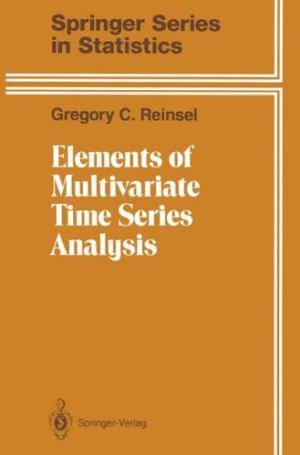 Springer Series
in Statistics
Gregory C. Reinsel
Elements of
Multivariate
Time Series
Analysis
Springer-Verlag